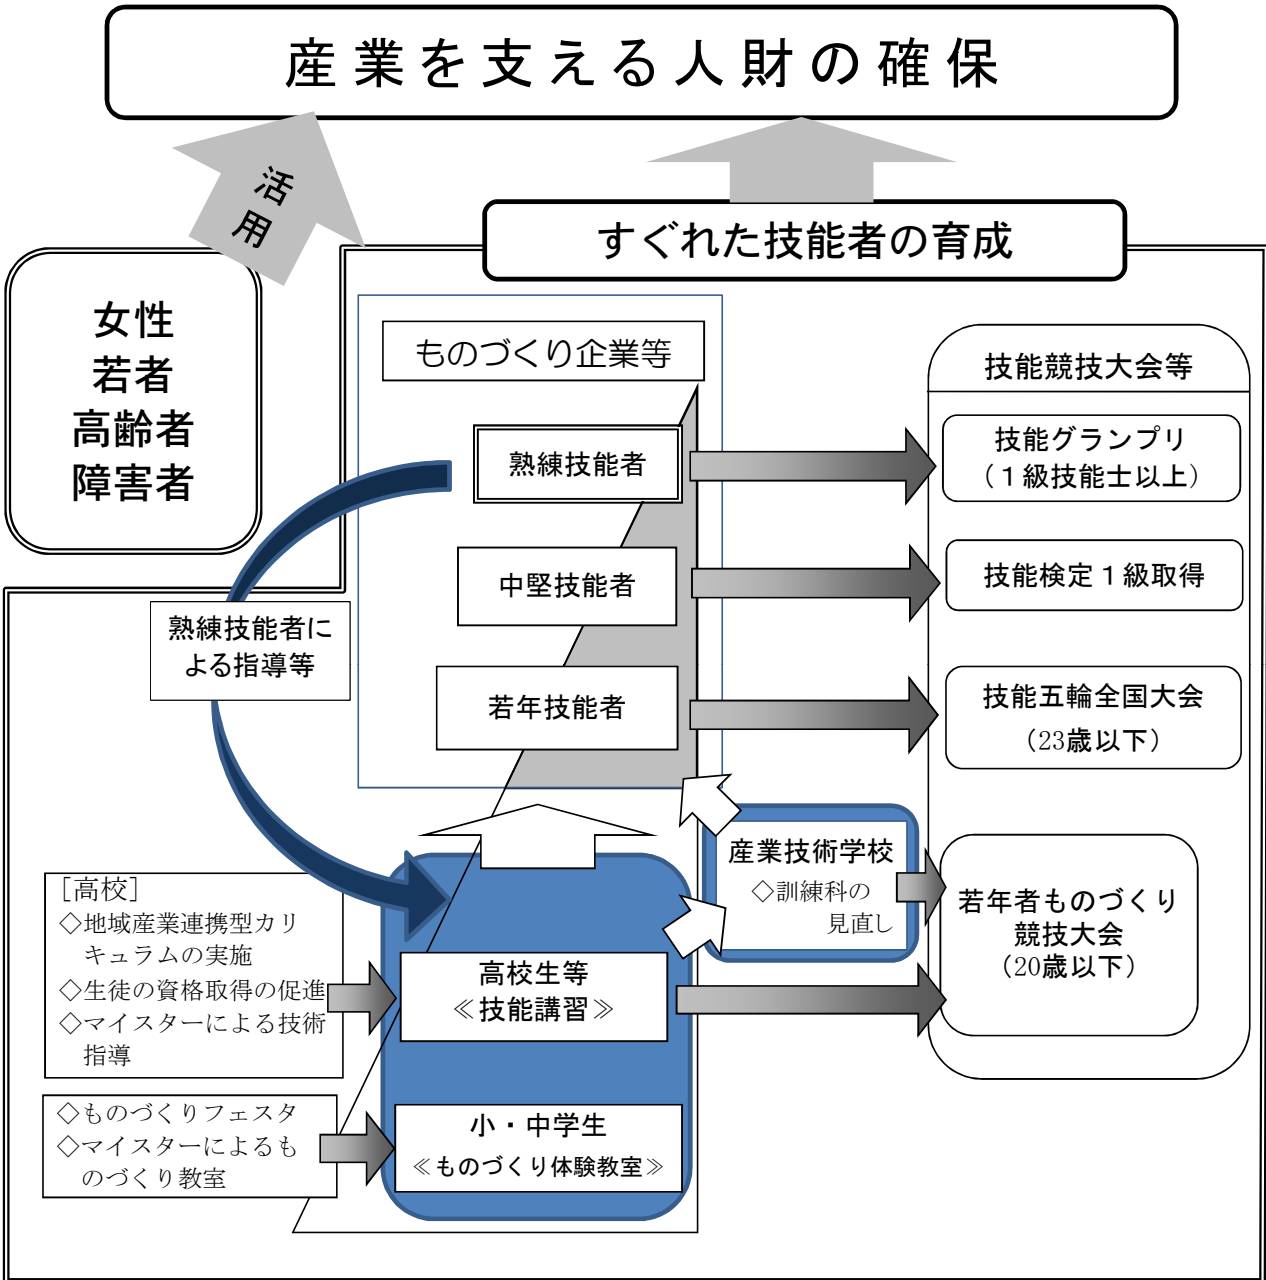 産業を支える人財の確保
活
用
すぐれた技能者の育成
女性
若者
高齢者
障害者
ものづくり企業等
技能競技大会等
熟練技能者
技能グランプリ
（１級技能士以上）
中堅技能者
技能検定１級取得
熟練技能者に
よる指導等
若年技能者
技能五輪全国大会
（23歳以下）
産業技術学校
◇訓練科の
見直し
若年者ものづくり
競技大会
（20歳以下）
［高校］
◇地域産業連携型カリ
キュラムの実施
◇生徒の資格取得の促進
◇マイスターによる技術
指導
高校生等
≪技能講習≫
◇ものづくりフェスタ
◇マイスターによるも
のづくり教室
小・中学生
≪ものづくり体験教室≫